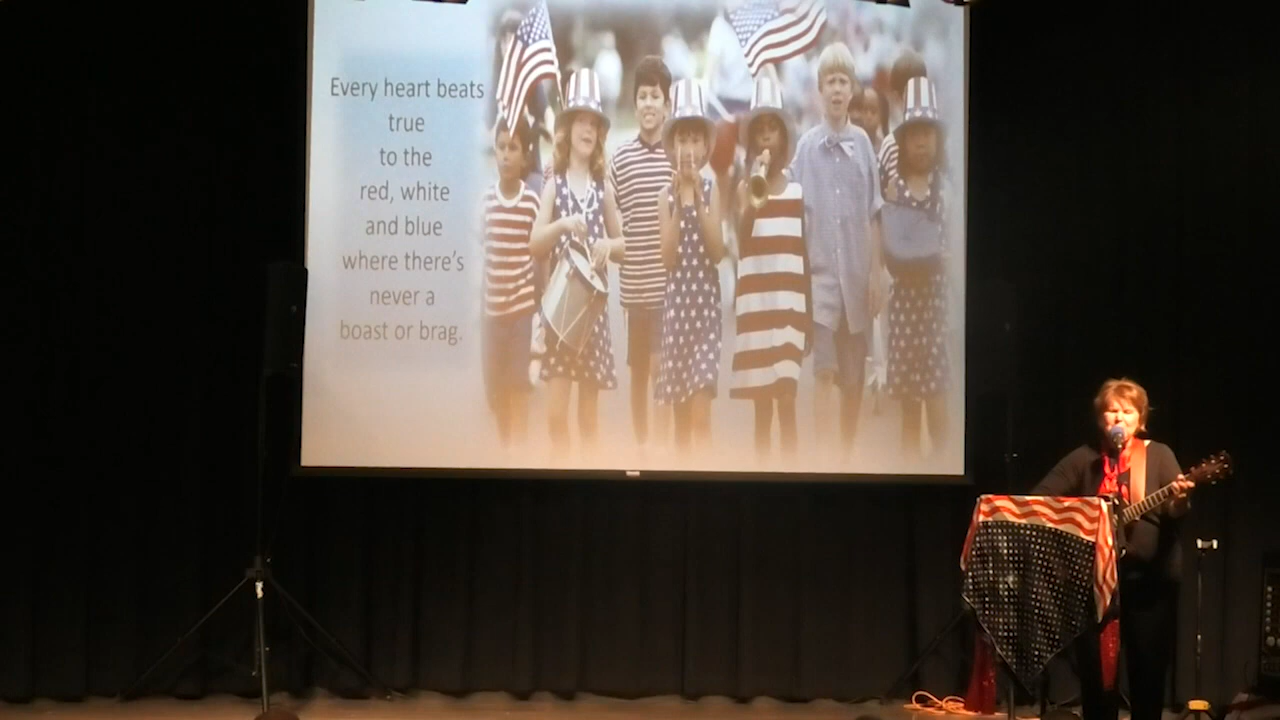 Every heart beats
true
to the
red, white
and blue
where there's
never a
boast or brag.